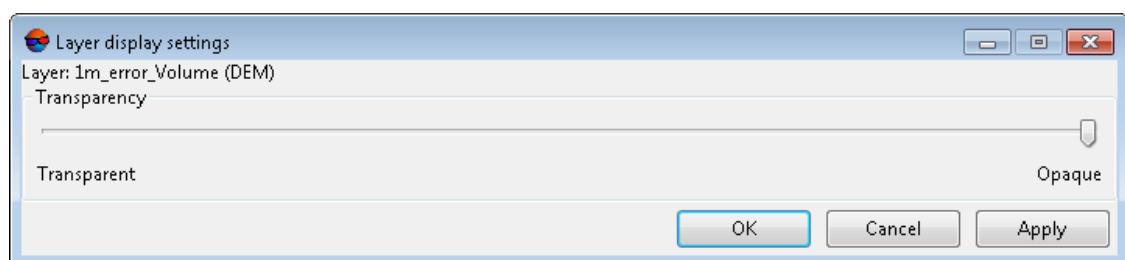 Layer display settings
Layer: 1m_error_Volume (DEM)
Transparency
Transparent Opaque
OK Cancel Apply